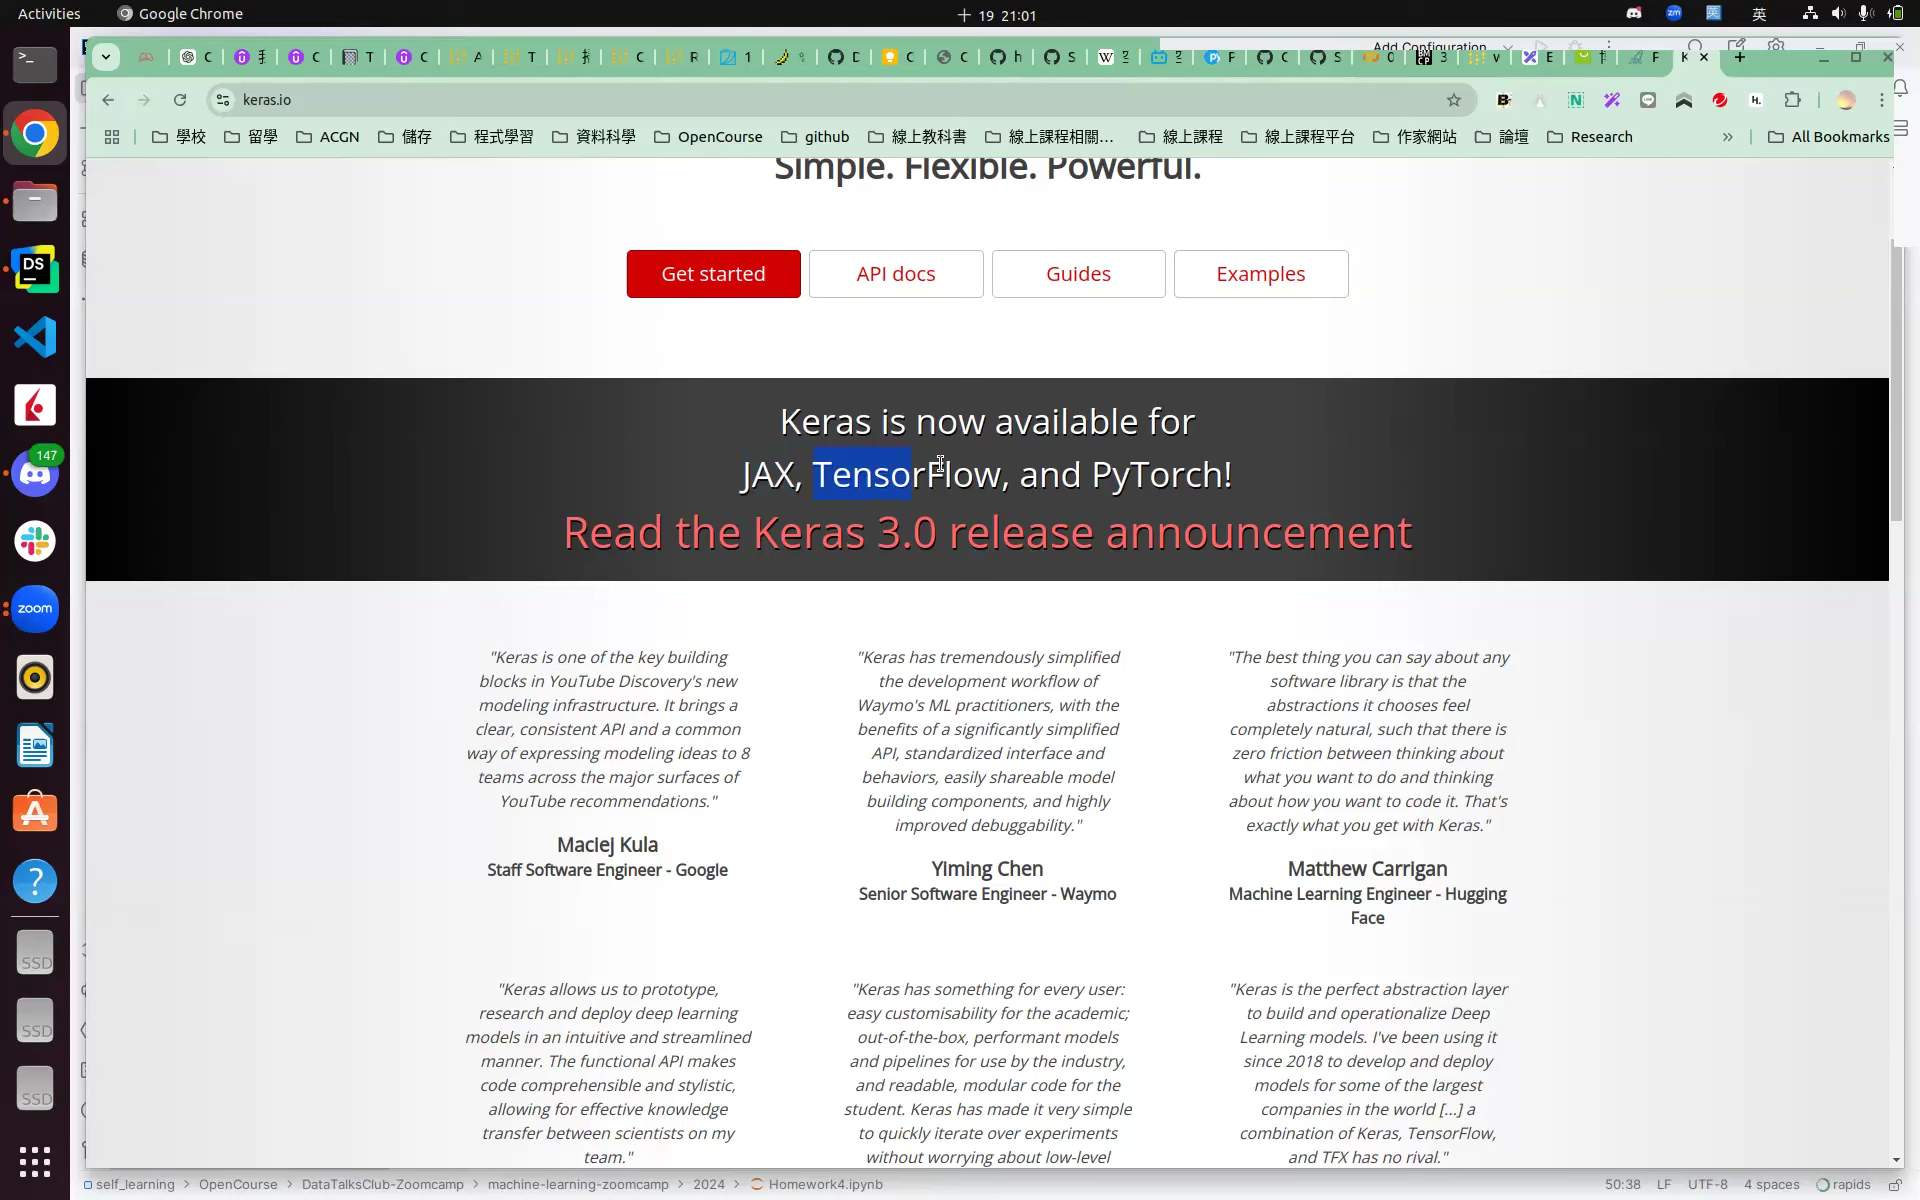 Activities
Google Chrome
19 21:01
zm
英
英
Add Configuration
keras.io
學校
留學
ACGN
儲存
程式學習
資料科學
OpenCourse
github
線上教科書
線上課程相關...
線上課程
線上課程平台
作家網站
論壇
Research
»
All Bookmarks
Simple. Flexible. Powerful.
Get started
API docs
Guides
Examples
Keras is now available for
JAX, TensorFlow, and PyTorch!
Read the Keras 3.0 release announcement
"Keras is one of the key building
blocks in YouTube Discovery's new
modeling infrastructure. It brings a
clear, consistent API and a common
way of expressing modeling ideas to 8
teams across the major surfaces of
YouTube recommendations."
Maciej Kula
Staff Software Engineer - Google
"Keras has tremendously simplified
the development workflow of
Waymo's ML practitioners, with the
benefits of a significantly simplified
API, standardized interface and
behaviors, easily shareable model
building components, and highly
improved debuggability."
Yiming Chen
Senior Software Engineer - Waymo
"The best thing you can say about any
software library is that the
abstractions it chooses feel
completely natural, such that there is
zero friction between thinking about
what you want to do and thinking
about how you want to code it. That's
exactly what you get with Keras."
Matthew Carrigan
Machine Learning Engineer - Hugging
Face
"Keras allows us to prototype,
research and deploy deep learning
models in an intuitive and streamlined
manner. The functional API makes
code comprehensible and stylistic,
allowing for effective knowledge
transfer between scientists on my
team."
"Keras has something for every user:
easy customisability for the academic;
out-of-the-box, performant models
and pipelines for use by the industry,
and readable, modular code for the
student. Keras has made it very simple
to quickly iterate over experiments
without worrying about low-level
"Keras is the perfect abstraction layer
to build and operationalize Deep
Learning models. I've been using it
since 2018 to develop and deploy
models for some of the largest
companies in the world [...] a
combination of Keras, TensorFlow,
and TFX has no rival."
DS
147
zoom
SSD
SSD
SSD
self_learning > OpenCourse > DataTalksClub-Zoomcamp > machine-learning-zoomcamp > 2024 > Homework4.ipynb
50:38 LF UTF-8 4 spaces rapids